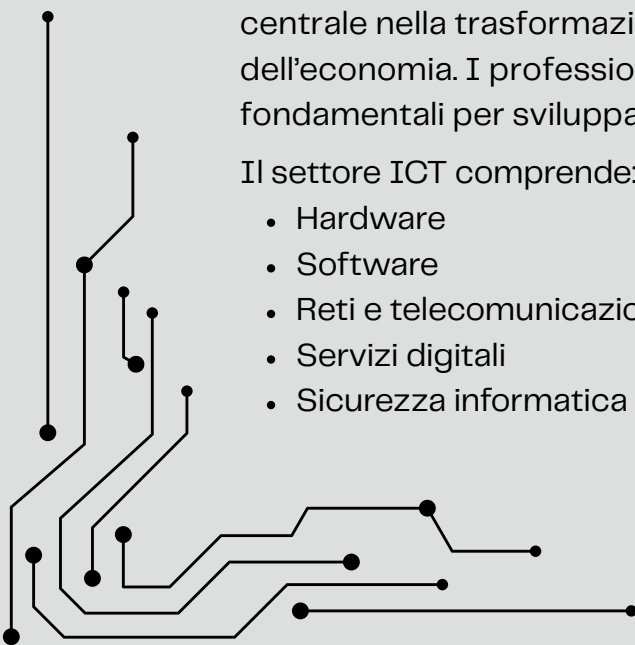 centrale nella trasformazi
dell'economia. I professio
fondamentali per sviluppa
Il settore ICT comprende:
• Hardware
• Software
• Reti e telecomunicazio
• Servizi digitali
• Sicurezza informatica